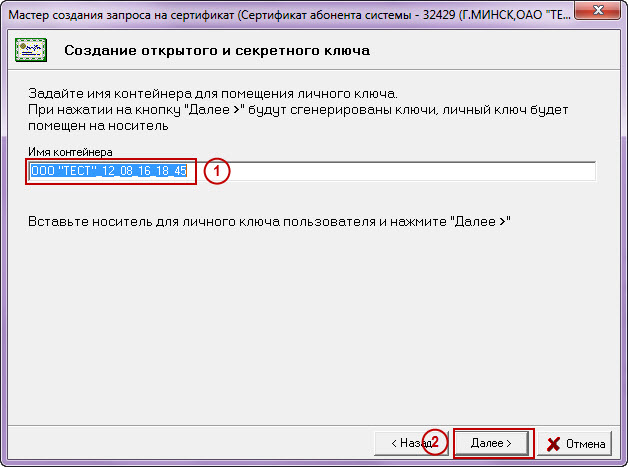 Мастер создания запроса на сертификат (Сертификат абонента системы - 32429 (Г.МИНСК,ОАО "ТЕ...
Создание открытого и секретного ключа
Задайте имя контейнера для помещения личного ключа.
При нажатии на кнопку "Далее >" будут сгенерированы ключи, личный ключ будет
помещен на носитель
Имя контейнера
ООО "ТЕСТ"_12_08_16_18_45
1
Вставьте носитель для личного ключа пользователя и нажмите "Далее >"
< Назад
2
Далее >
Отмена